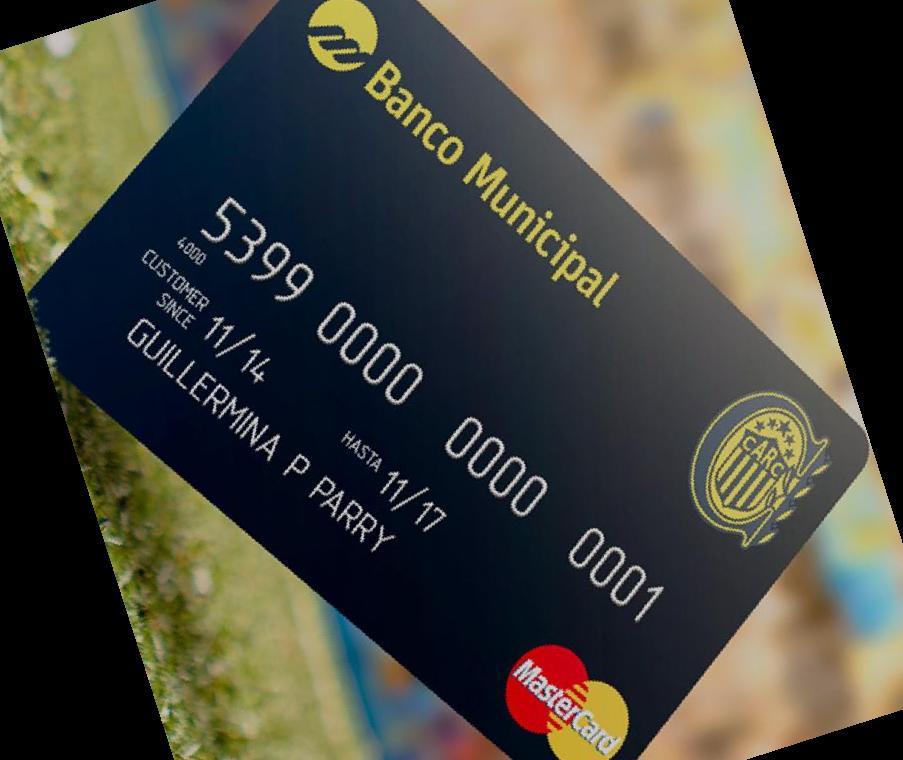 Banco Municipal
5399 0000 0000 0001
4000
CUSTOMER SINCE 11/14
HASTA 11/17
GUILLERMINA P PARRY
CARC
MasterCard